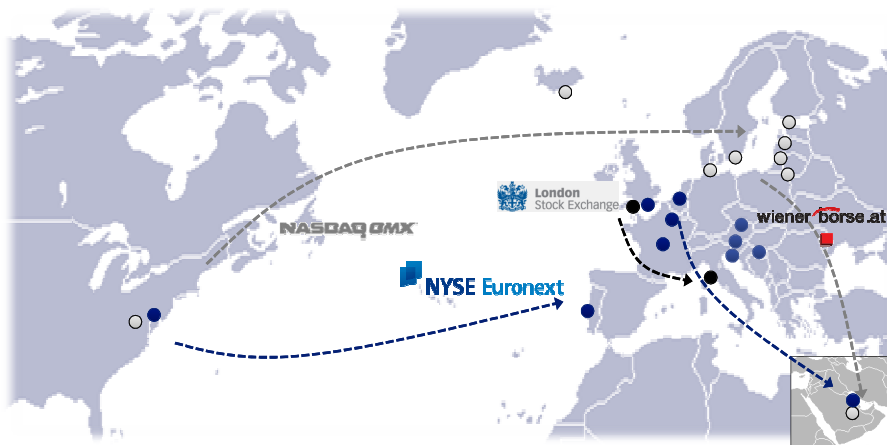 London
Stock Exchange
wiener börse.at
NASDAQ OMX
NYSE Euronext